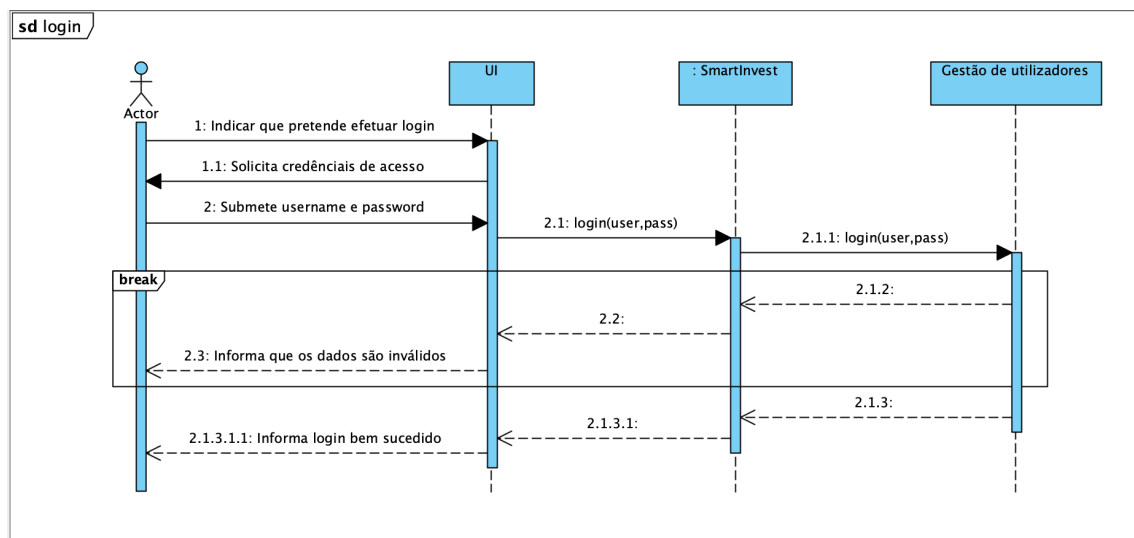 sd login
UI
: SmartInvest
Gestão de utilizadores
Actor
1: Indicar que pretende efetuar login
1.1: Solicita credênciais de acesso
2: Submete username e password
2.1: login(user,pass)
2.1.1: login(user,pass)
break
2.1.2:
2.2:
2.3: Informa que os dados são inválidos
2.1.3:
2.1.3.1:
2.1.3.1.1: Informa login bem sucedido